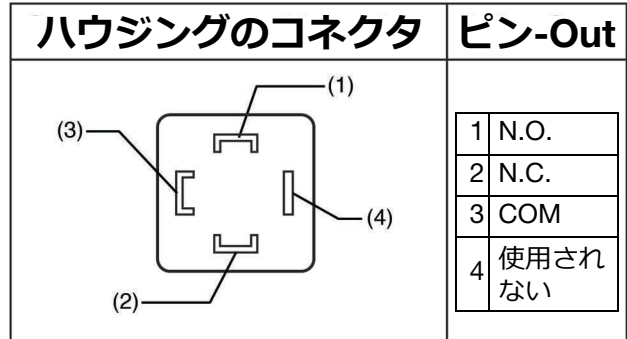 ハウジングのコネクタ ピン-Out
(1)
(3)
(4)
(2)
1 N.O.
2 N.C.
3 COM
4 使用され
ない